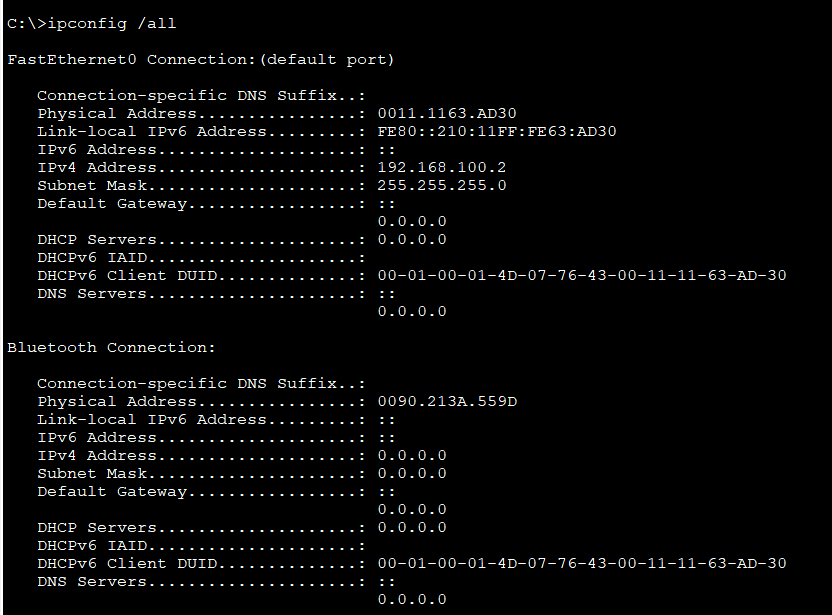 C:\>ipconfig /all
FastEthernet0 Connection:(default port)
Connection-specific DNS Suffix..:
Physical Address................: 0011.1163.AD30
Link-local IPv6 Address.........: FE80::210:11FF:FE63:AD30
IPv6 Address....................: ::
IPv4 Address....................: 192.168.100.2
Subnet Mask.....................: 255.255.255.0
Default Gateway.................: ::
0.0.0.0
DHCP Servers....................: 0.0.0.0
DHCPv6 IAID.....................:
DHCPv6 Client DUID..............: 00-01-00-01-4D-07-76-43-00-11-11-63-AD-30
DNS Servers.....................: ::
0.0.0.0
Bluetooth Connection:
Connection-specific DNS Suffix..:
Physical Address................: 0090.213A.559D
Link-local IPv6 Address.........: ::
IPv6 Address....................: ::
IPv4 Address....................: 0.0.0.0
Subnet Mask.....................: 0.0.0.0
Default Gateway.................: ::
0.0.0.0
DHCP Servers....................: 0.0.0.0
DHCPv6 IAID.....................:
DHCPv6 Client DUID..............: 00-01-00-01-4D-07-76-43-00-11-11-63-AD-30
DNS Servers.....................: ::
0.0.0.0